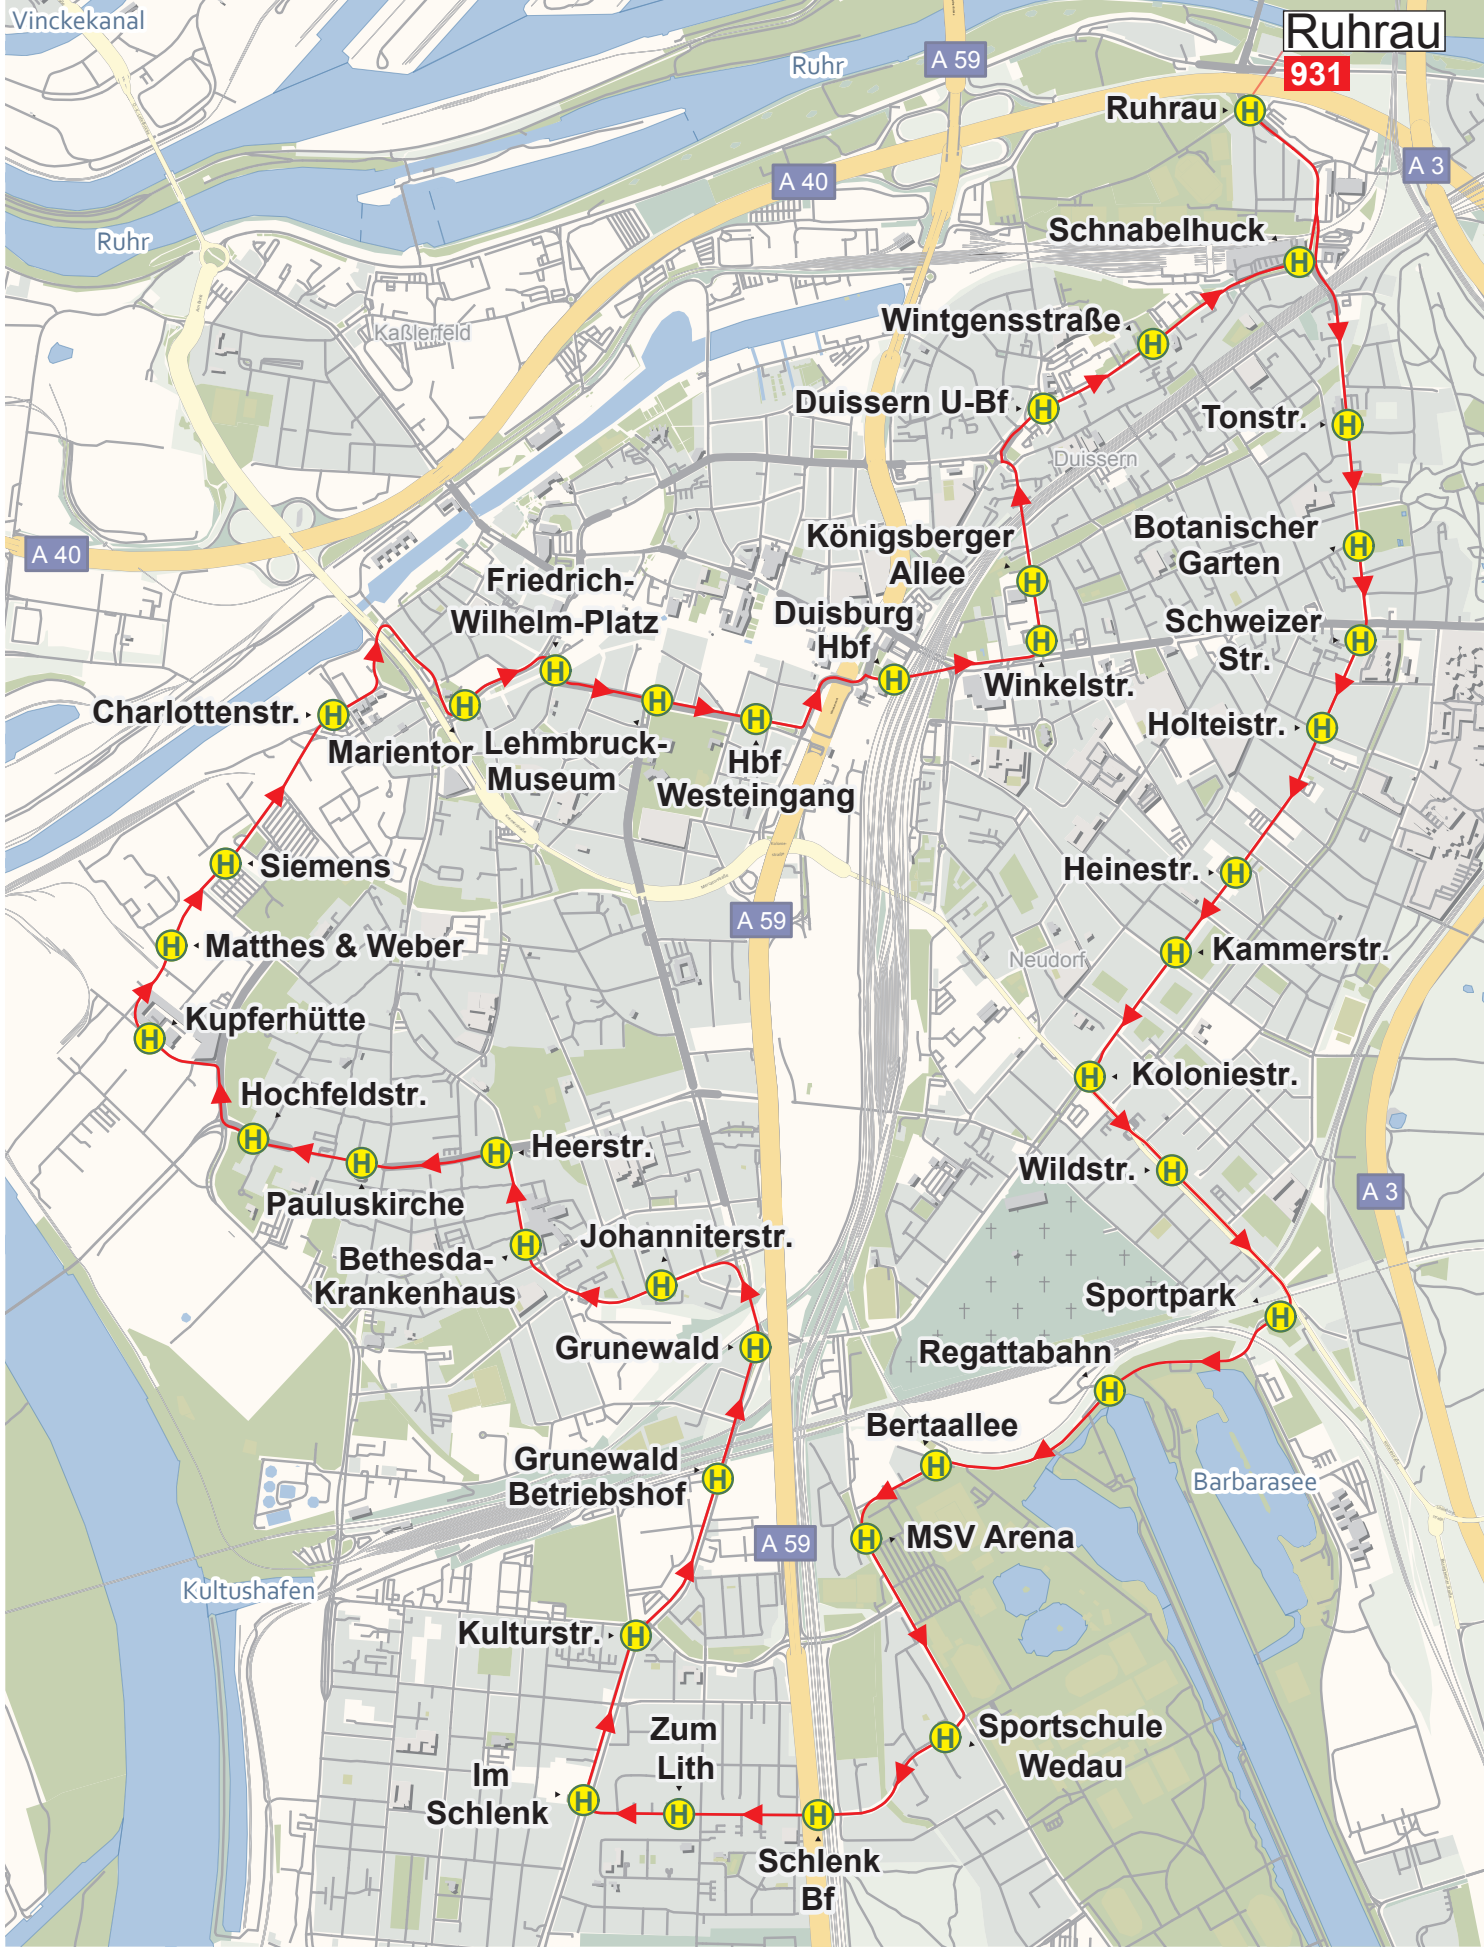 Vinckekanal
Ruhrau
931
A 59
Ruhr
Ruhrau
A 3
A 40
Schnabelhuck
Ruhr
Wintgensstraße
Kaßlerfeld
Duissern U-Bf
Tonstr.
Duissern
Botanischer
Garten
Königsberger
Allee
A 40
Friedrich-
Wilhelm-Platz
Duisburg
Hbf
Schweizer
Str.
Winkelstr.
Charlottenstr.
Marientor
Lehmbruck-
Museum
Hbf
Westeingang
Holteistr.
Siemens
Heinestr.
A 59
Matthes & Weber
Neudorf
Kammerstr.
Kupferhütte
Koloniestr.
Hochfeldstr.
Heerstr.
Wildstr.
Pauluskirche
A 3
Johanniterstr.
Bethesda-
Krankenhaus
Sportpark
Grunewald
Regattabahn
Bertaallee
Grunewald
Betriebshof
Barbarasee
A 59
MSV Arena
Kultushafen
Kulturstr.
Zum
Lith
Sportschule
Wedau
Im
Schlenk
Schlenk
Bf